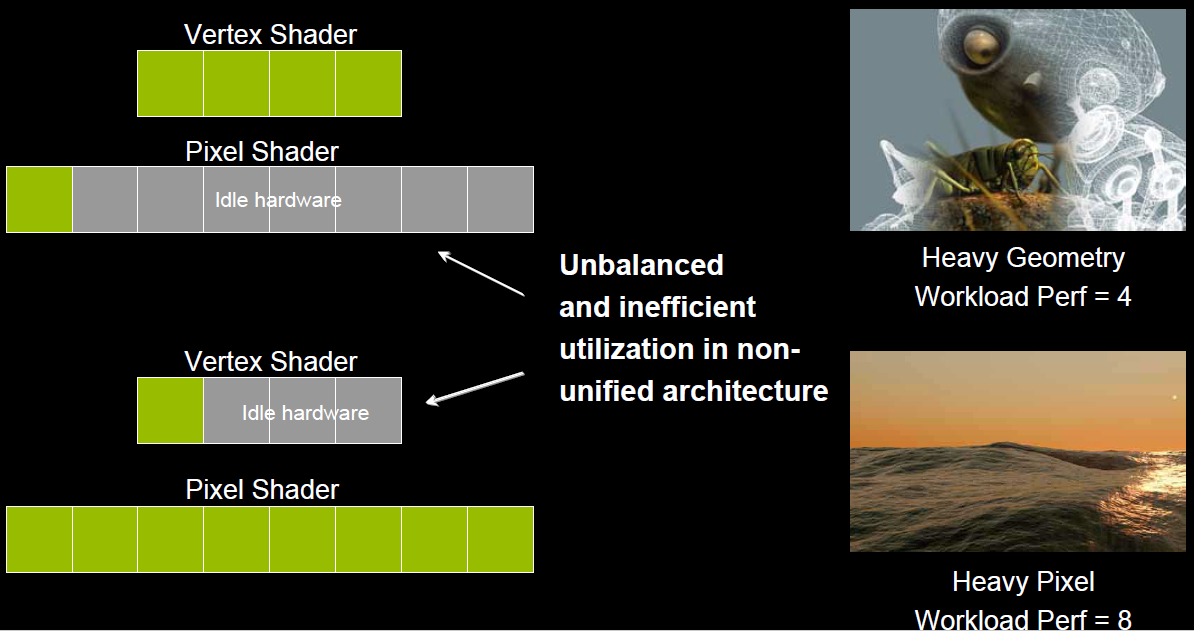 Vertex Shader
Pixel Shader
Idle hardware
Heavy Geometry
Workload Perf = 4
Unbalanced
and inefficient
utilization in non-
unified architecture
Vertex Shader
Idle hardware
Pixel Shader
Heavy Pixel
Workload Perf = 8